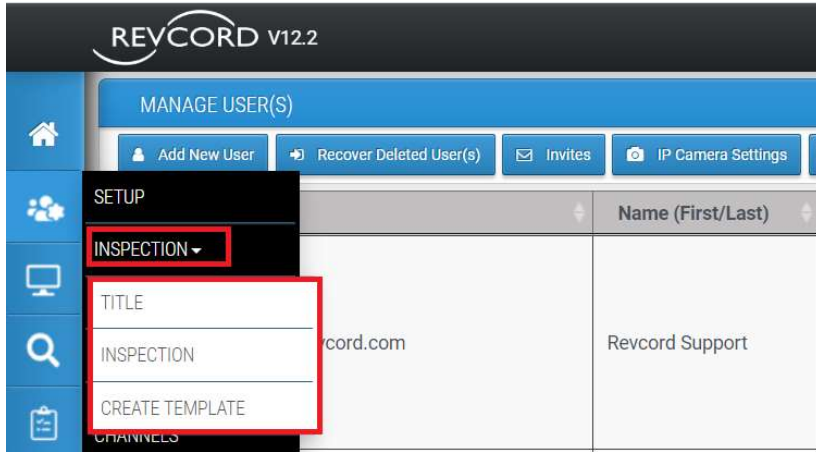 REVCORD V12.2
MANAGE USER(S)
Add New User Recover Deleted User(s) Invites IP Camera Settings
SETUP
Name (First/Last)
INSPECTION
TITLE
INSPECTION
vcord.com Revcord Support
CREATE TEMPLATE
CHANNELS